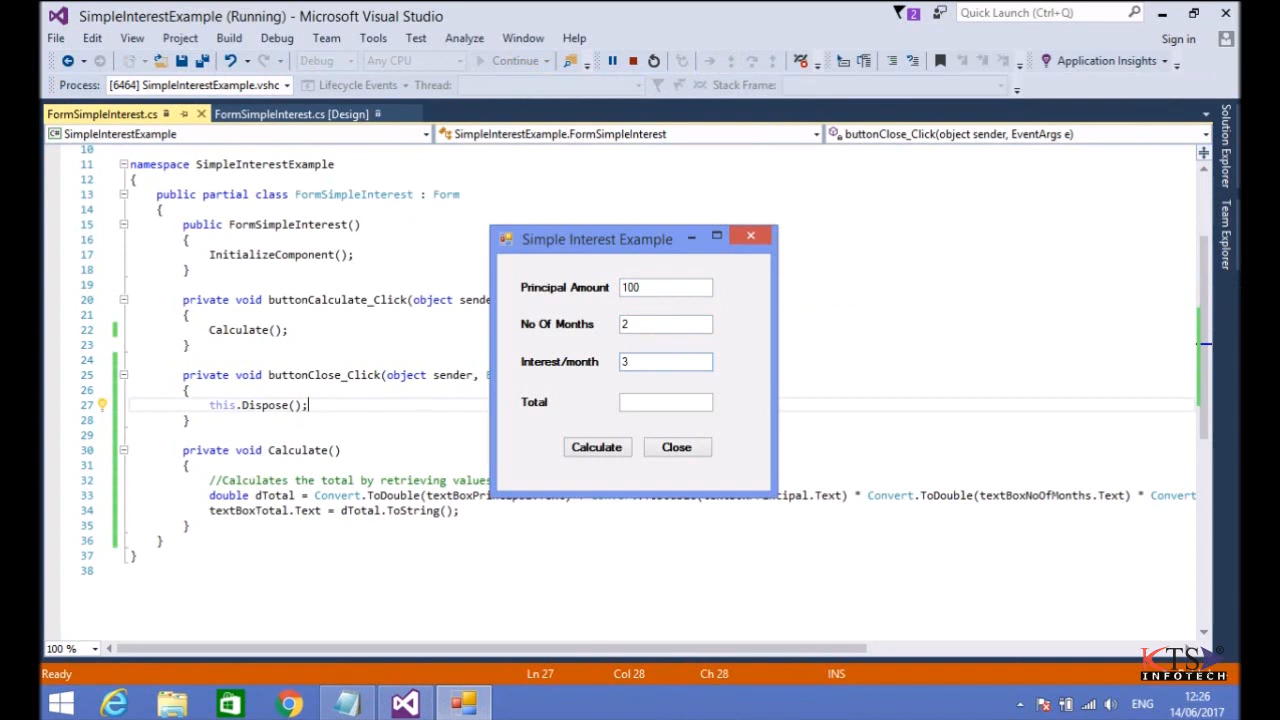 SimpleInterestExample (Running) - Microsoft Visual Studio
2
Quick Launch (Ctrl+Q)
File Edit View Project Build Debug Team Tools Test Analyze Window Help
Sign in
Debug Any CPU Continue Application Insights
Process: [6464] SimpleInterestExample.vshc Lifecycle Events Thread: Stack Frame:
FormSimpleInterest.cs FormSimpleInterest.cs [Design]
C# SimpleInterestExample SimpleInterestExample.FormSimpleInterest buttonClose_Click(object sender, EventArgs e)
Solution Explorer
Team Explorer
10
11 namespace SimpleInterestExample
12 {
13 public partial class FormSimpleInterest : Form
14 {
15 public FormSimpleInterest()
16 {
17 InitializeComponent();
18 }
19
20 private void buttonCalculate_Click(object sende
21 {
22 Calculate();
23 }
24
25 private void buttonClose_Click(object sender,
26 {
27 this.Dispose();
28 }
29
30 private void Calculate()
31 {
32 //Calculates the total by retrieving values
33 double dTotal = Convert.ToDouble(textBoxPri
pal.Text) * Convert.ToDouble(textBoxNoOfMonths.Text) * Convert
34 textBoxTotal.Text = dTotal.ToString();
35 }
36 }
37 }
38
Simple Interest Example
Principal Amount 100
No Of Months 2
Interest/month 3
Total
Calculate Close
100 %
Ready Ln 27 Col 28 Ch 28 INS
KTS ®
INFOTECH
ENG
12:26
14/06/2017